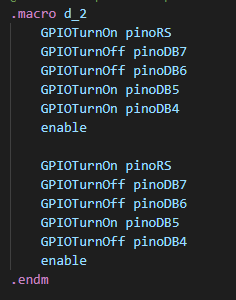 .macro d_2
GPIOTurnOn pinoRS
GPIOTurnOff pinoDB7
GPIOTurnOff pinoDB6
GPIOTurnOn pinoDB5
GPIOTurnOn pinoDB4
enable
GPIOTurnOn pinoRS
GPIOTurnOff pinoDB7
GPIOTurnOff pinoDB6
GPIOTurnOn pinoDB5
GPIOTurnOff pinoDB4
enable
.endm